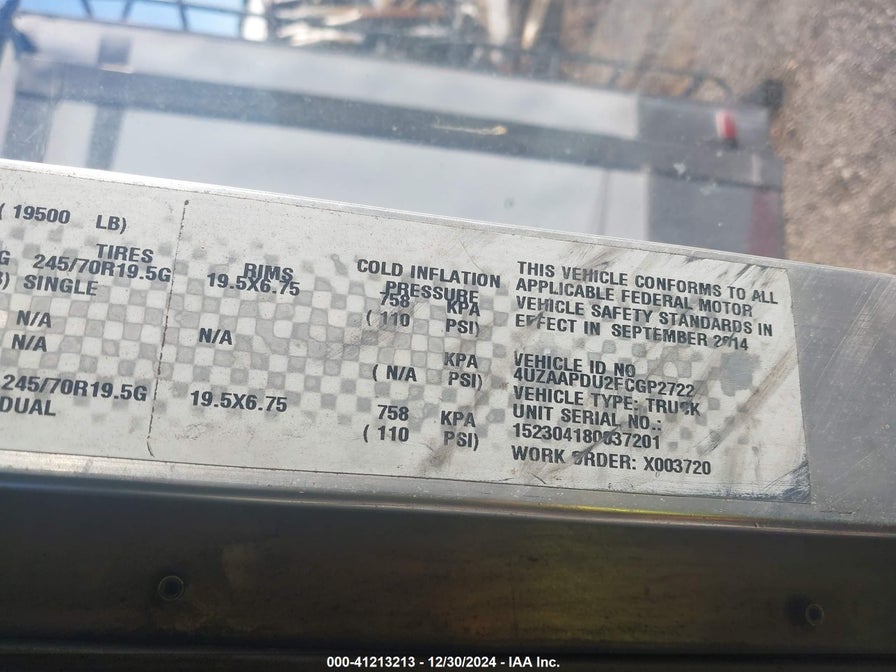 ( 19500 LB)
TIRES RIMS COLD INFLATION PRESSURE
245/70R19.5G 19.5X6.75 758 KPA
SINGLE ( 110 PSI)
N/A
N/A N/A KPA
( N/A PSI)
245/70R19.5G 19.5X6.75 758 KPA
DUAL ( 110 PSI)
THIS VEHICLE CONFORMS TO ALL
APPLICABLE FEDERAL MOTOR
VEHICLE SAFETY STANDARDS IN
EFFECT IN SEPTEMBER 2014
VEHICLE ID NO
4UZAAPDU2FCGP2722
VEHICLE TYPE: TRUCK
UNIT SERIAL NO.:
152304180037201
WORK ORDER: X003720
000-41213213 - 12/30/2024 - IAA Inc.